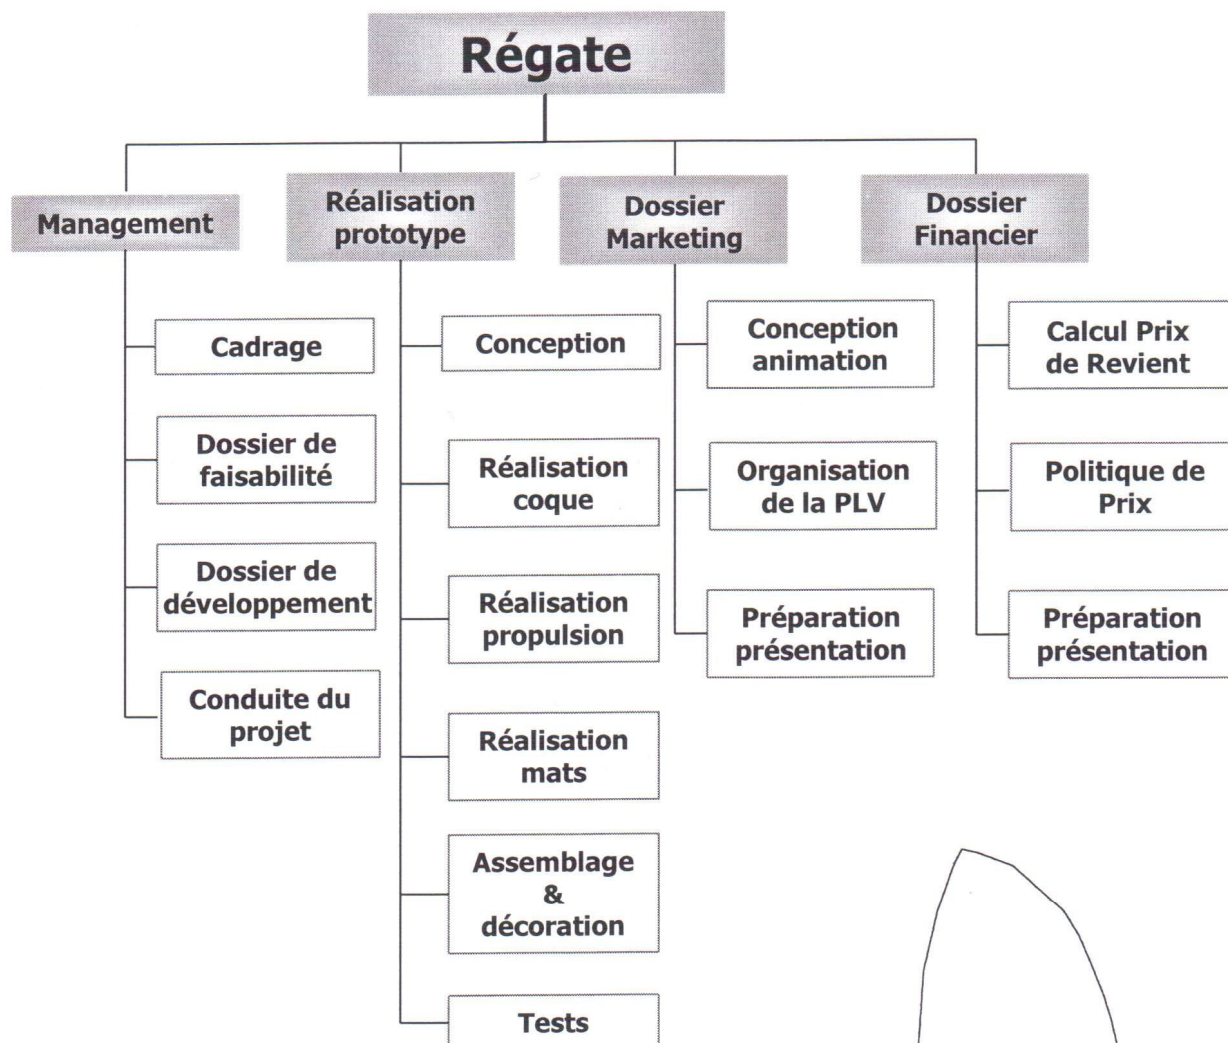 Régate
Management
Réalisation
prototype
Dossier
Marketing
Dossier
Financier
Cadrage
Dossier de
faisabilité
Dossier de
développement
Conduite du
projet
Conception
Réalisation
coque
Réalisation
propulsion
Réalisation
mats
Assemblage
&
décoration
Tests
Conception
animation
Organisation
de la PLV
Préparation
présentation
Calcul Prix
de Revient
Politique de
Prix
Préparation
présentation